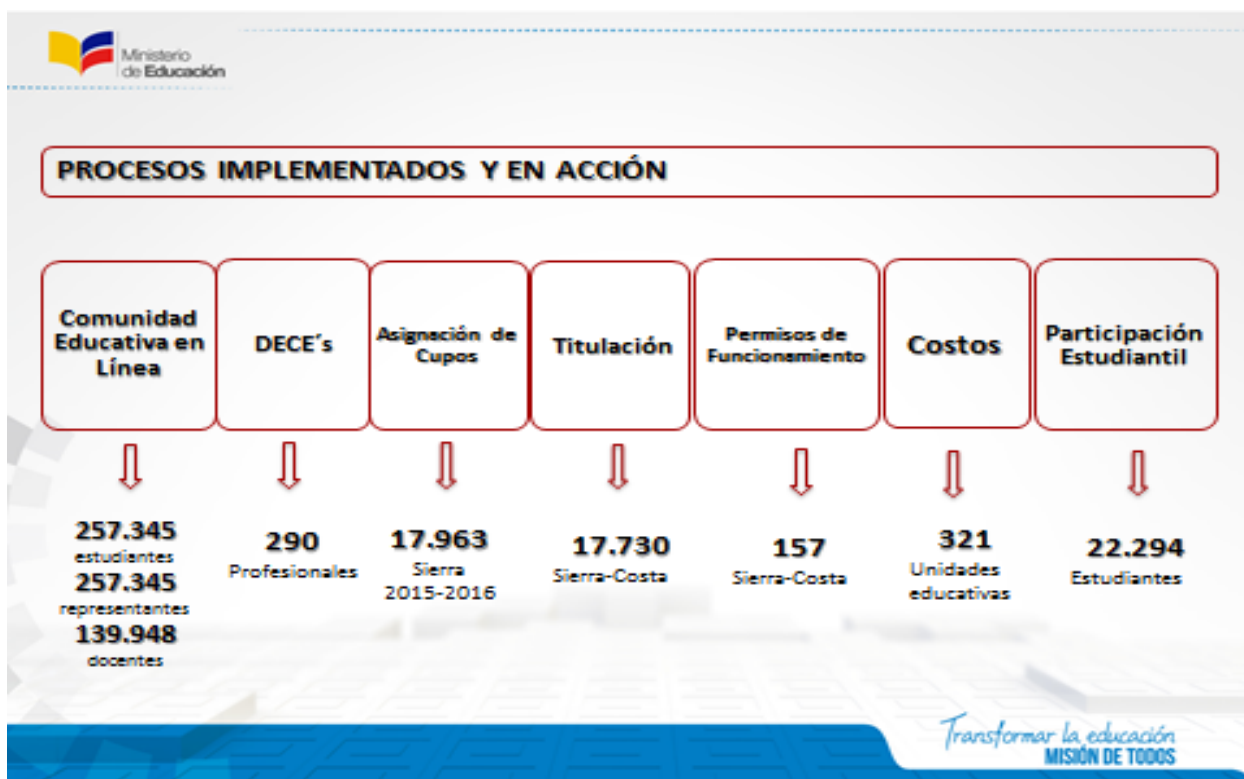 Ministerio
de Educación
PROCESOS IMPLEMENTADOS Y EN ACCIÓN
Comunidad
Educativa en
Línea
DECE´s
Asignación de
Cupos
Titulación
Permisos de
Funcionamiento
Costos
Participación
Estudiantil
257.345
estudiantes
257.345
representantes
139.948
docentes
290
Profesionales
17.963
Sierra
2015-2016
17.730
Sierra-Costa
157
Sierra-Costa
321
Unidades
educativas
22.294
Estudiantes
Transformar la educación
MISIÓN DE TODOS